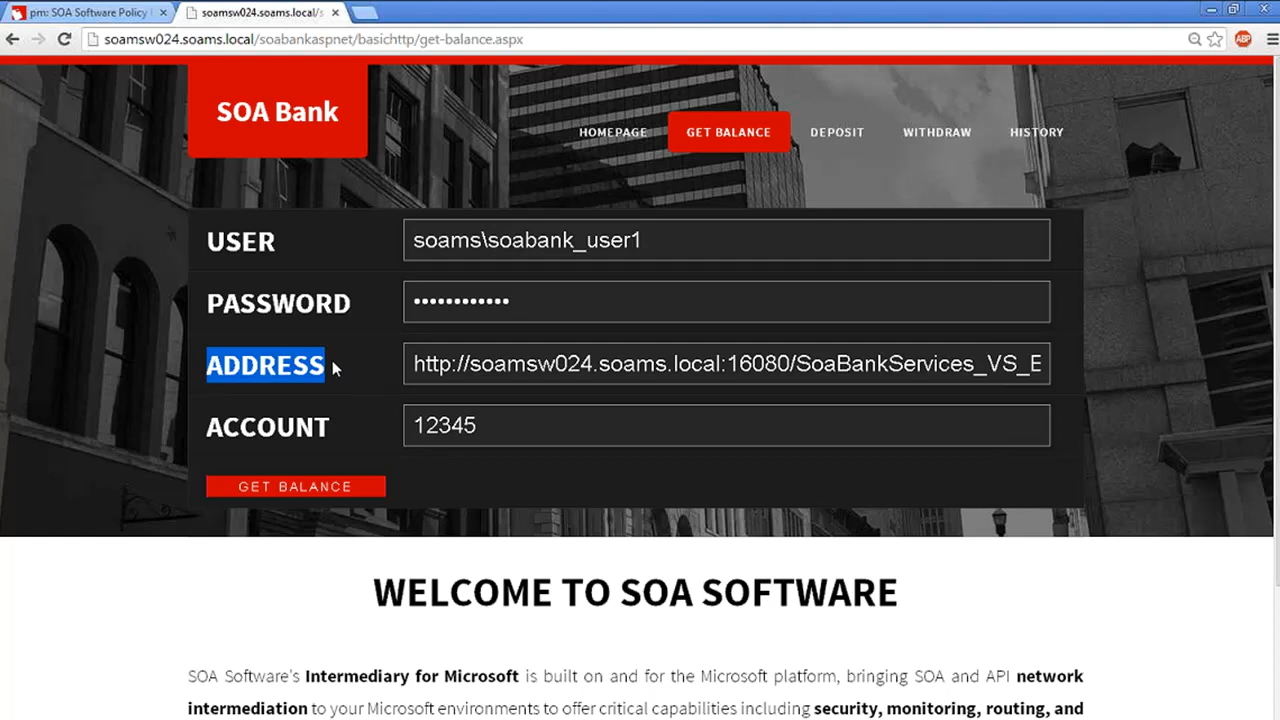 pm: SOA Software Policy
soamsw024.soams.local/s
soamsw024.soams.local/soabankaspnet/basichttp/get-balance.aspx
ABP
SOA Bank
HOMEPAGE GET BALANCE DEPOSIT WITHDRAW HISTORY
USER soams\soabank_user1
PASSWORD ••••••••••••
ADDRESS http://soamsw024.soams.local:16080/SoaBankServices_VS_E
ACCOUNT 12345
GET BALANCE
WELCOME TO SOA SOFTWARE
SOA Software's Intermediary for Microsoft is built on and for the Microsoft platform, bringing SOA and API network
intermediation to your Microsoft environments to offer critical capabilities including security, monitoring, routing, and